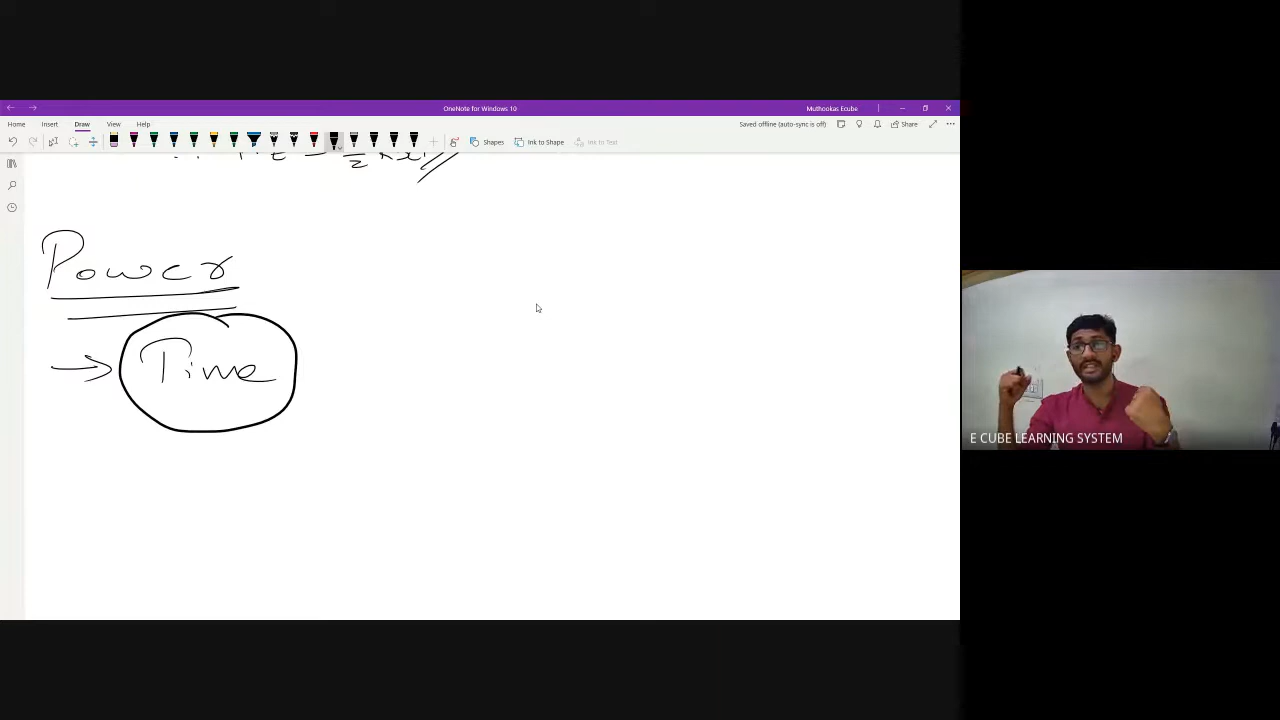 OneNote for Windows 10
Muthookas Ecube
Home Insert Draw View Help
Saved offline (auto-sync is off)
Share
Shapes
Ink to Shape
Ink to Text
Power
→ Time
E CUBE LEARNING SYSTEM